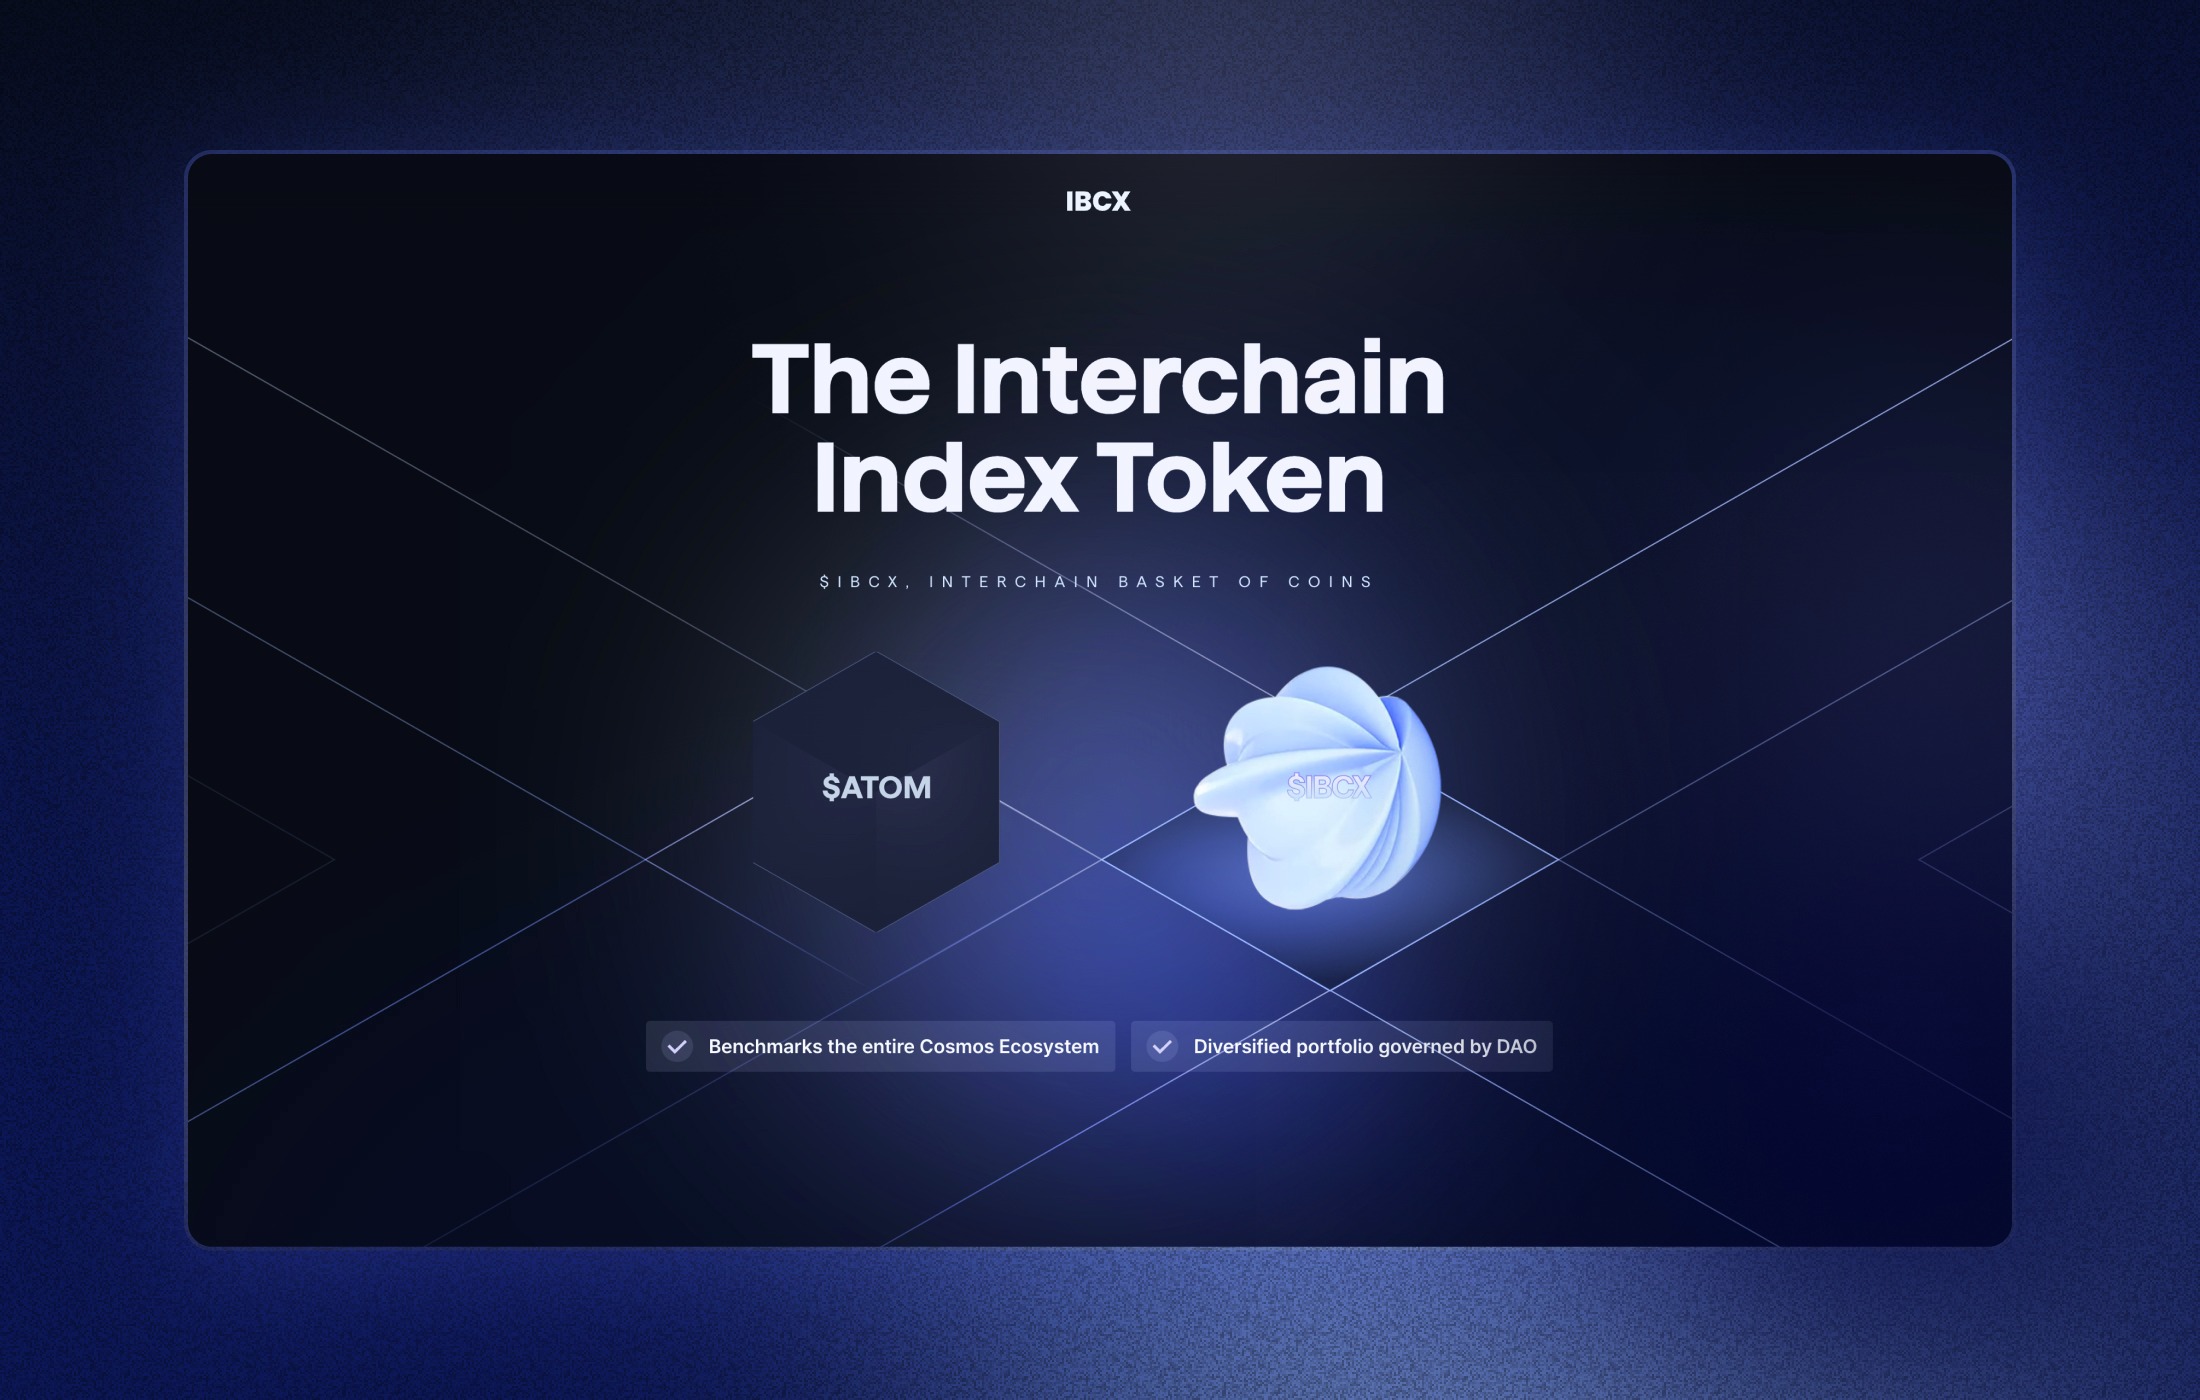 IBCX
The Interchain
Index Token
$IBCX, INTERCHAIN BASKET OF COINS
$ATOM
$IBCX
Benchmarks the entire Cosmos Ecosystem
Diversified portfolio governed by DAO